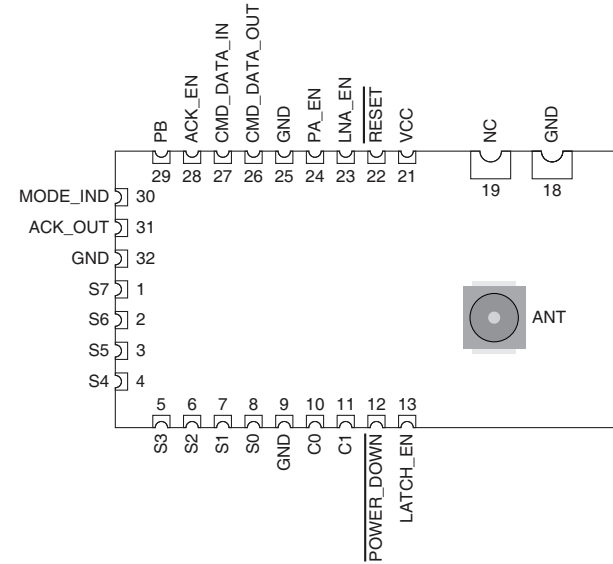 PB
ACK_EN
CMD_DATA_IN
CMD_DATA_OUT
GND
PA_EN
LNA_EN
RESET
VCC
NC
GND
29 28 27 26 25 24 23 22 21 19 18
MODE_IND 30
ACK_OUT 31
GND 32
S7 1
S6 2
S5 3
S4 4
ANT
5 6 7 8 9 10 11 12 13
S3
S2
S1
S0
GND
C0
C1
POWER_DOWN
LATCH_EN